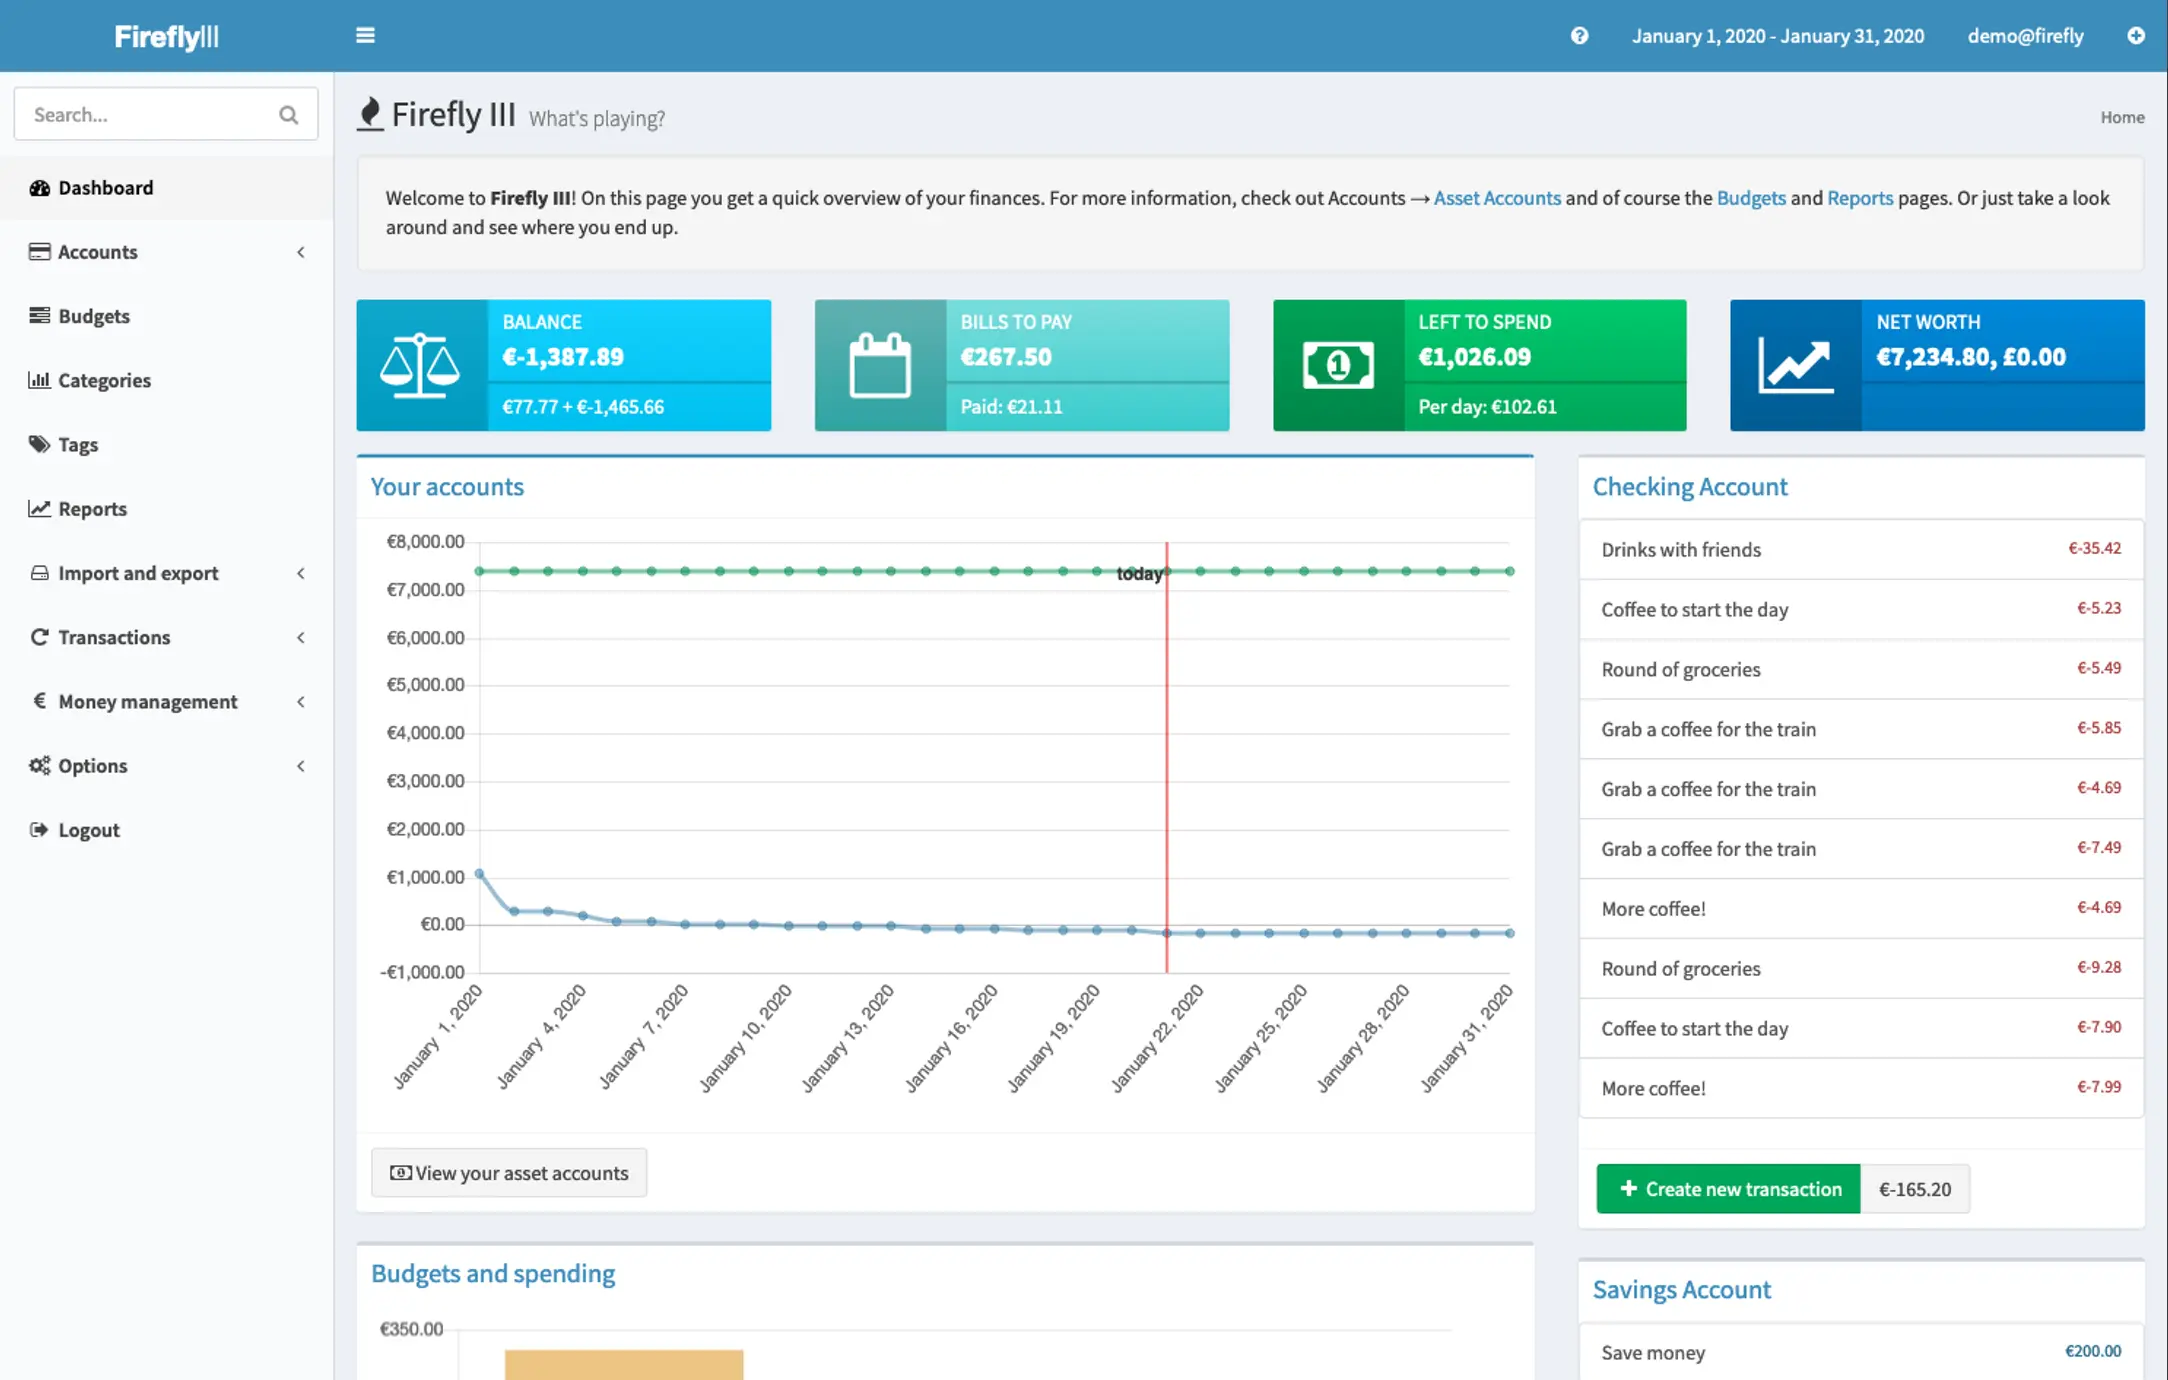 FireflyIII
January 1, 2020 - January 31, 2020
demo@firefly
Search...
Dashboard
Accounts
Budgets
Categories
Tags
Reports
Import and export
Transactions
€ Money management
Options
Logout
Firefly III What's playing?
Home
Welcome to Firefly III! On this page you get a quick overview of your finances. For more information, check out Accounts → Asset Accounts and of course the Budgets and Reports pages. Or just take a look
around and see where you end up.
BALANCE
€-1,387.89
€77.77 + €-1,465.66
BILLS TO PAY
€267.50
Paid: €21.11
LEFT TO SPEND
€1,026.09
Per day: €102.61
NET WORTH
€7,234.80, £0.00
Your accounts
€8,000.00
€7,000.00
€6,000.00
€5,000.00
€4,000.00
€3,000.00
€2,000.00
€1,000.00
€0.00
-€1,000.00
today
January 1, 2020
January 4, 2020
January 7, 2020
January 10, 2020
January 13, 2020
January 16, 2020
January 19, 2020
January 22, 2020
January 25, 2020
January 28, 2020
January 31, 2020
View your asset accounts
Checking Account
Drinks with friends €-35.42
Coffee to start the day €-5.23
Round of groceries €-5.49
Grab a coffee for the train €-5.85
Grab a coffee for the train €-4.69
Grab a coffee for the train €-7.49
More coffee! €-4.69
Round of groceries €-9.28
Coffee to start the day €-7.90
More coffee! €-7.99
Create new transaction €-165.20
Budgets and spending
€350.00
Savings Account
Save money €200.00